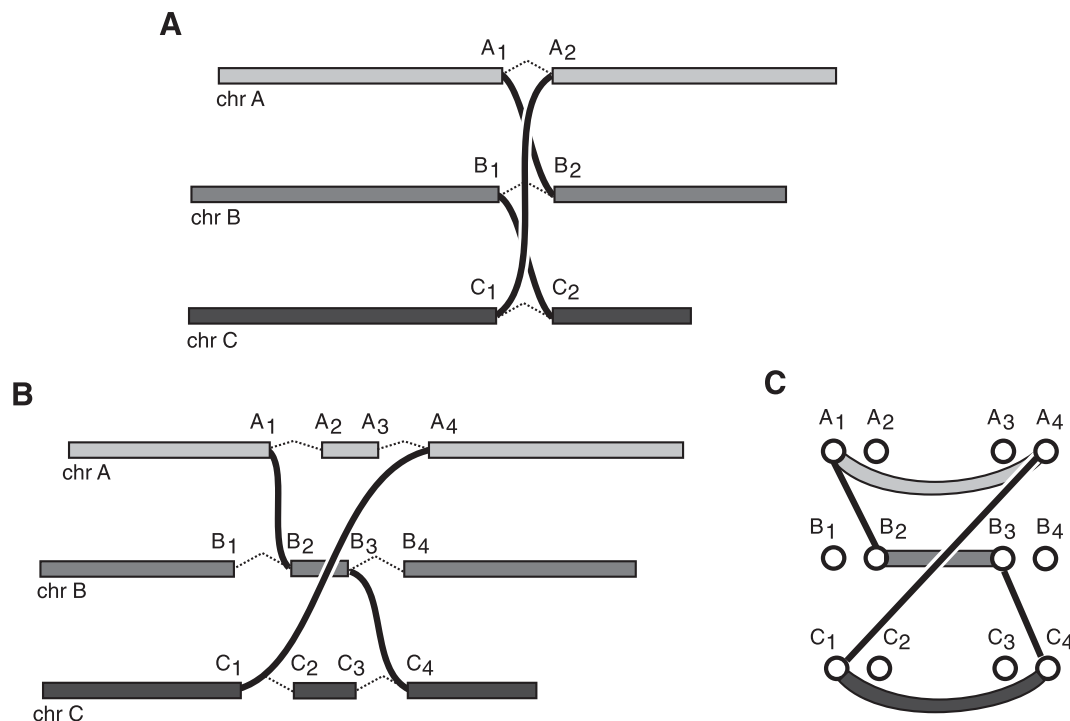 A
A1 A2
chr A
B1 B2
chr B
C1 C2
chr C
B
A1 A2 A3 A4
chr A
B1 B2 B3 B4
chr B
C1 C2 C3 C4
chr C
C
A1 A2 A3 A4
B1 B2 B3 B4
C1 C2 C3 C4